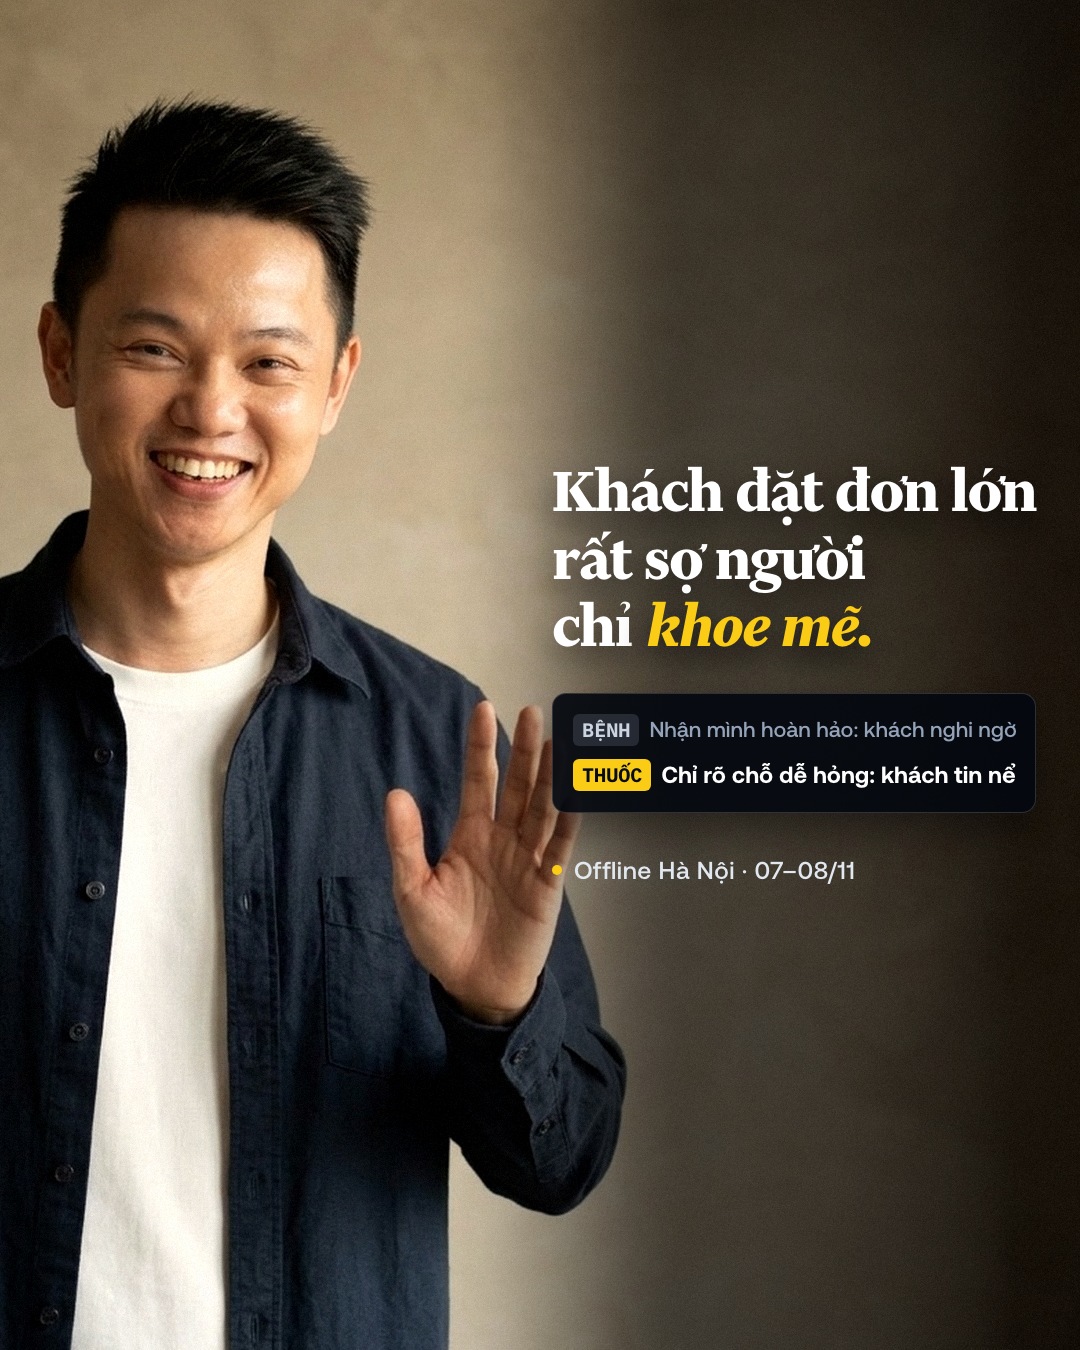 Khách đặt đơn lớn
rất sợ người
chỉ khoe mẽ.
BỆNH Nhận mình hoàn hảo: khách nghi ngờ
THUỐC Chỉ rõ chỗ dễ hỏng: khách tin nể
Offline Hà Nội · 07–08/11